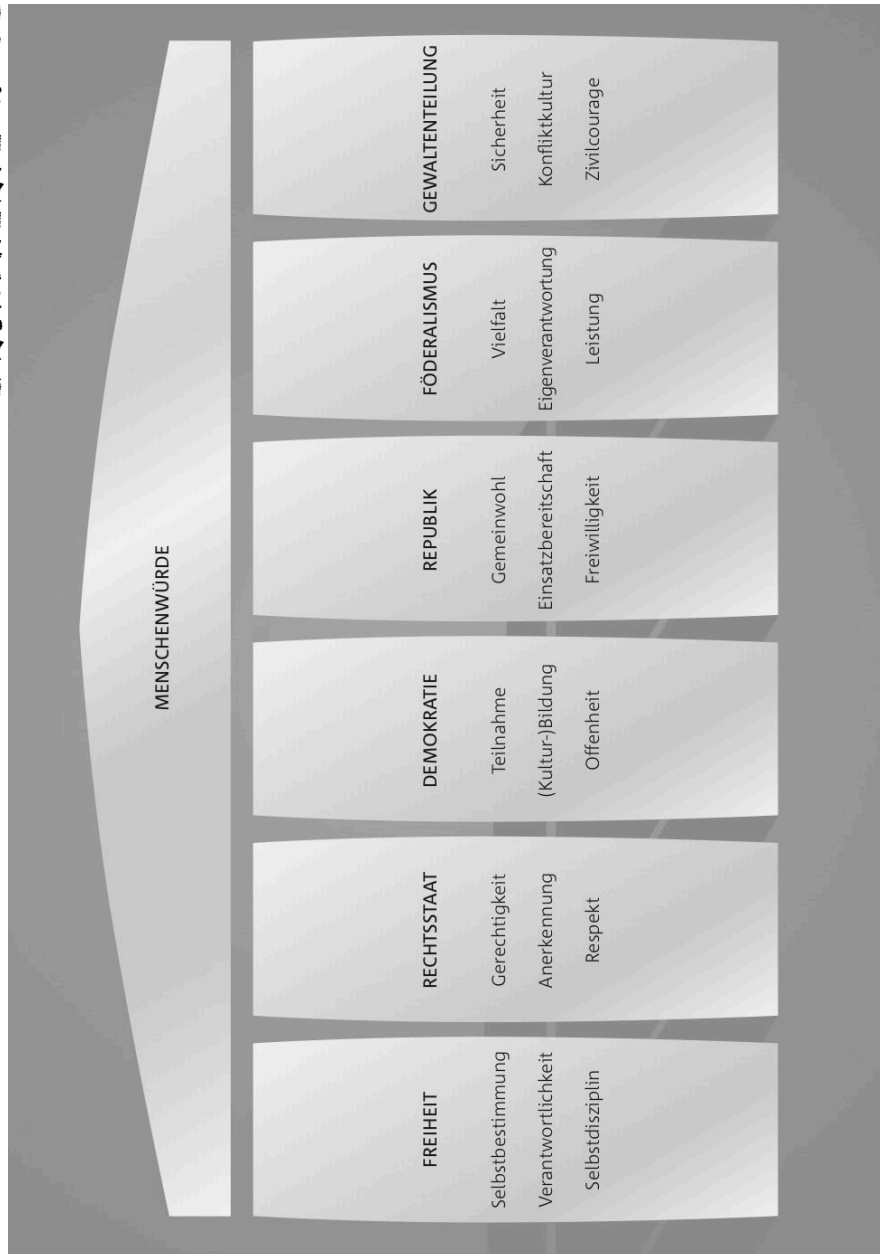 MENSCHENWÜRDE
FREIHEIT
Selbstbestimmung
Verantwortlichkeit
Selbstdisziplin
RECHTSSTAAT
Gerechtigkeit
Anerkennung
Respekt
DEMOKRATIE
Teilnahme
(Kultur-)Bildung
Offenheit
REPUBLIK
Gemeinwohl
Einsatzbereitschaft
Freiwilligkeit
FÖDERALISMUS
Vielfalt
Eigenverantwortung
Leistung
GEWALTENTEILUNG
Sicherheit
Konfliktkultur
Zivilcourage